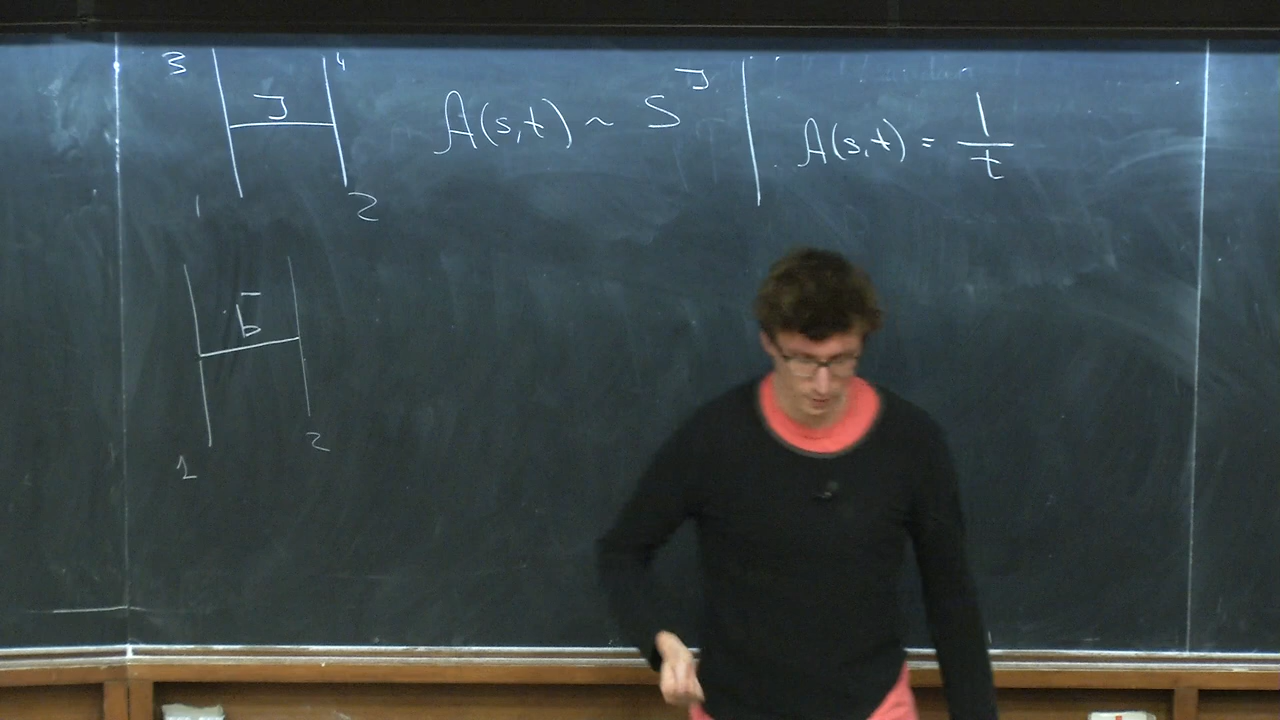 3 4
J
1 2
A(s,t) ~ S^J
A(s,t) = 1/t
1 2